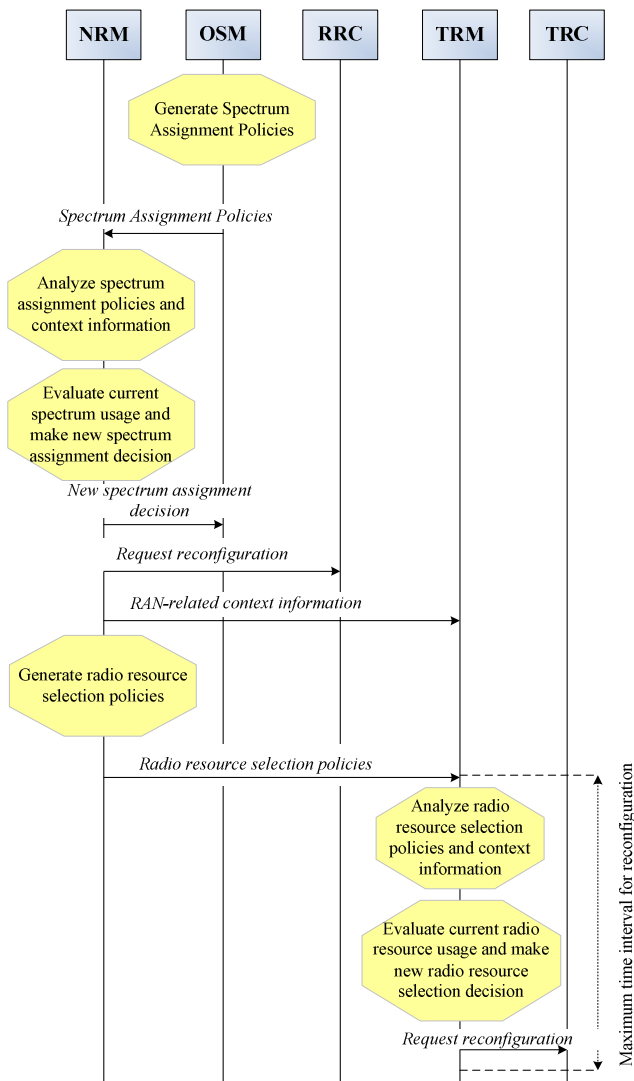 NRM OSM RRC TRM TRC
Generate Spectrum
Assignment Policies
Spectrum Assignment Policies
Analyze spectrum
assignment policies and
context information
Evaluate current
spectrum usage and
make new spectrum
assignment decision
New spectrum assignment
decision
Request reconfiguration
RAN-related context information
Generate radio resource
selection policies
Radio resource selection policies
Analyze radio
resource selection
policies and context
information
Evaluate current radio
resource usage and make
new radio resource
selection decision
Request reconfiguration
Maximum time interval for reconfiguration